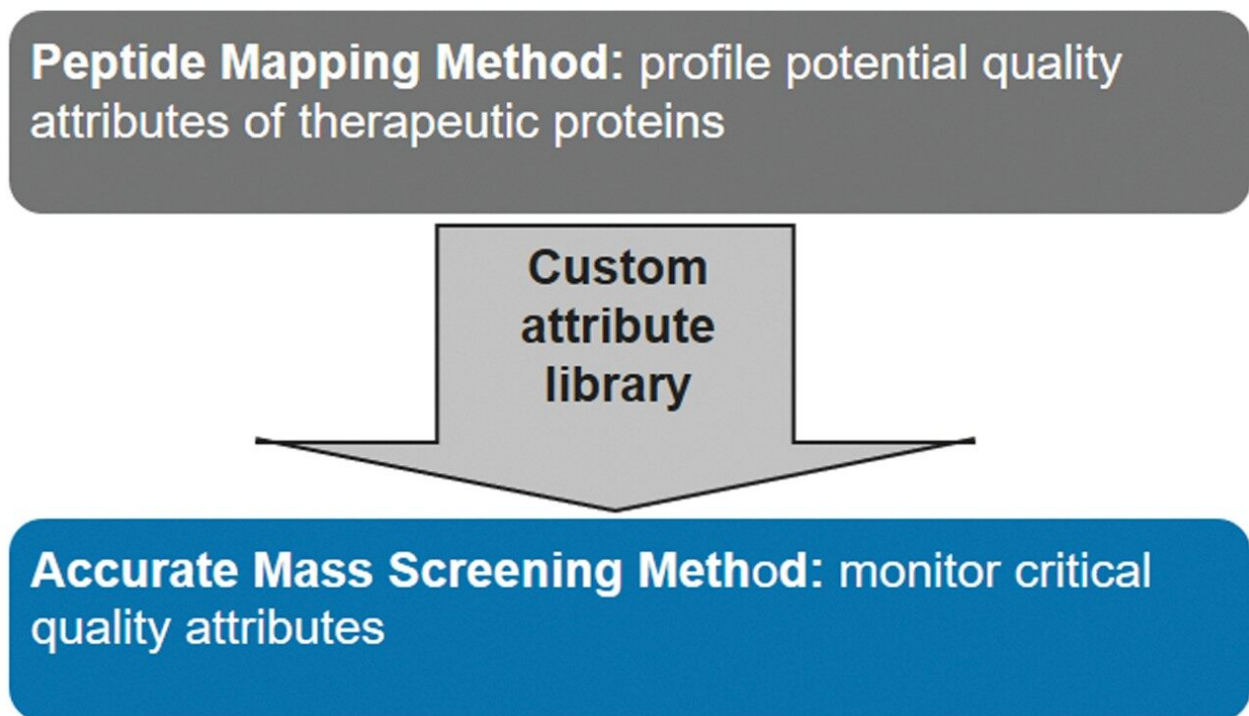 Peptide Mapping Method: profile potential quality
attributes of therapeutic proteins
Custom
attribute
library
Accurate Mass Screening Method: monitor critical
quality attributes